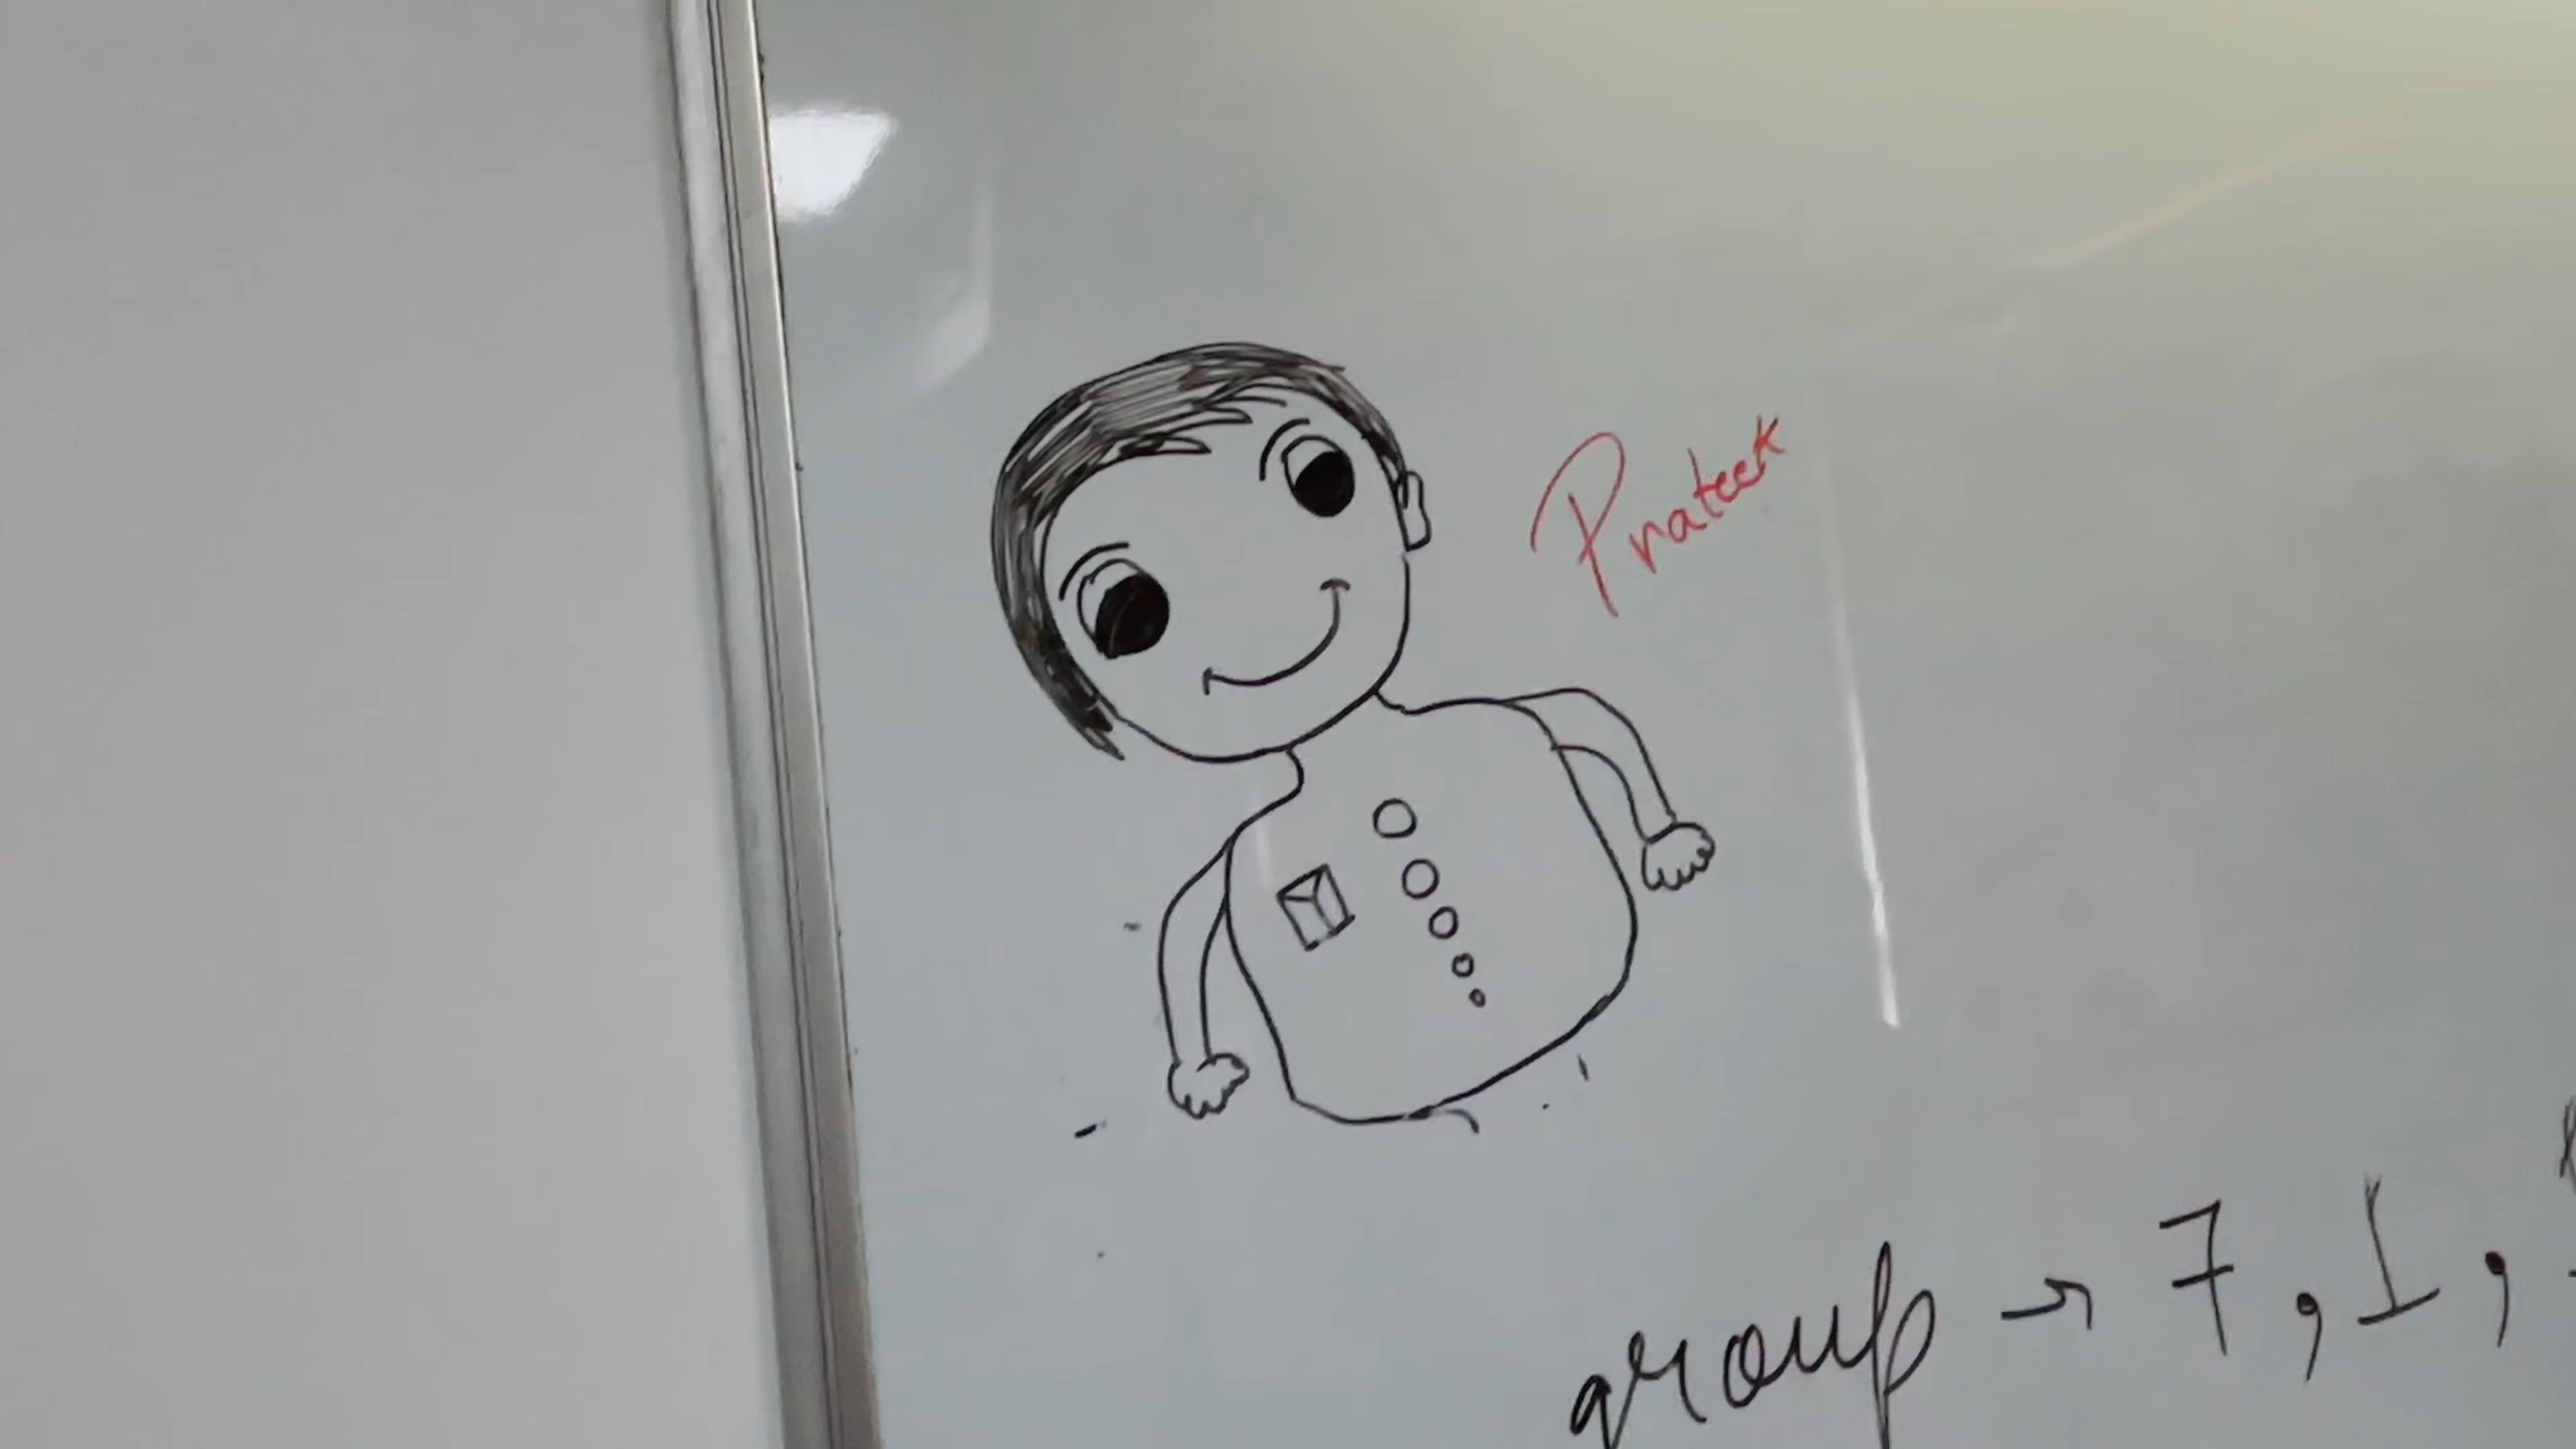 Prateek
group → 7, 1,